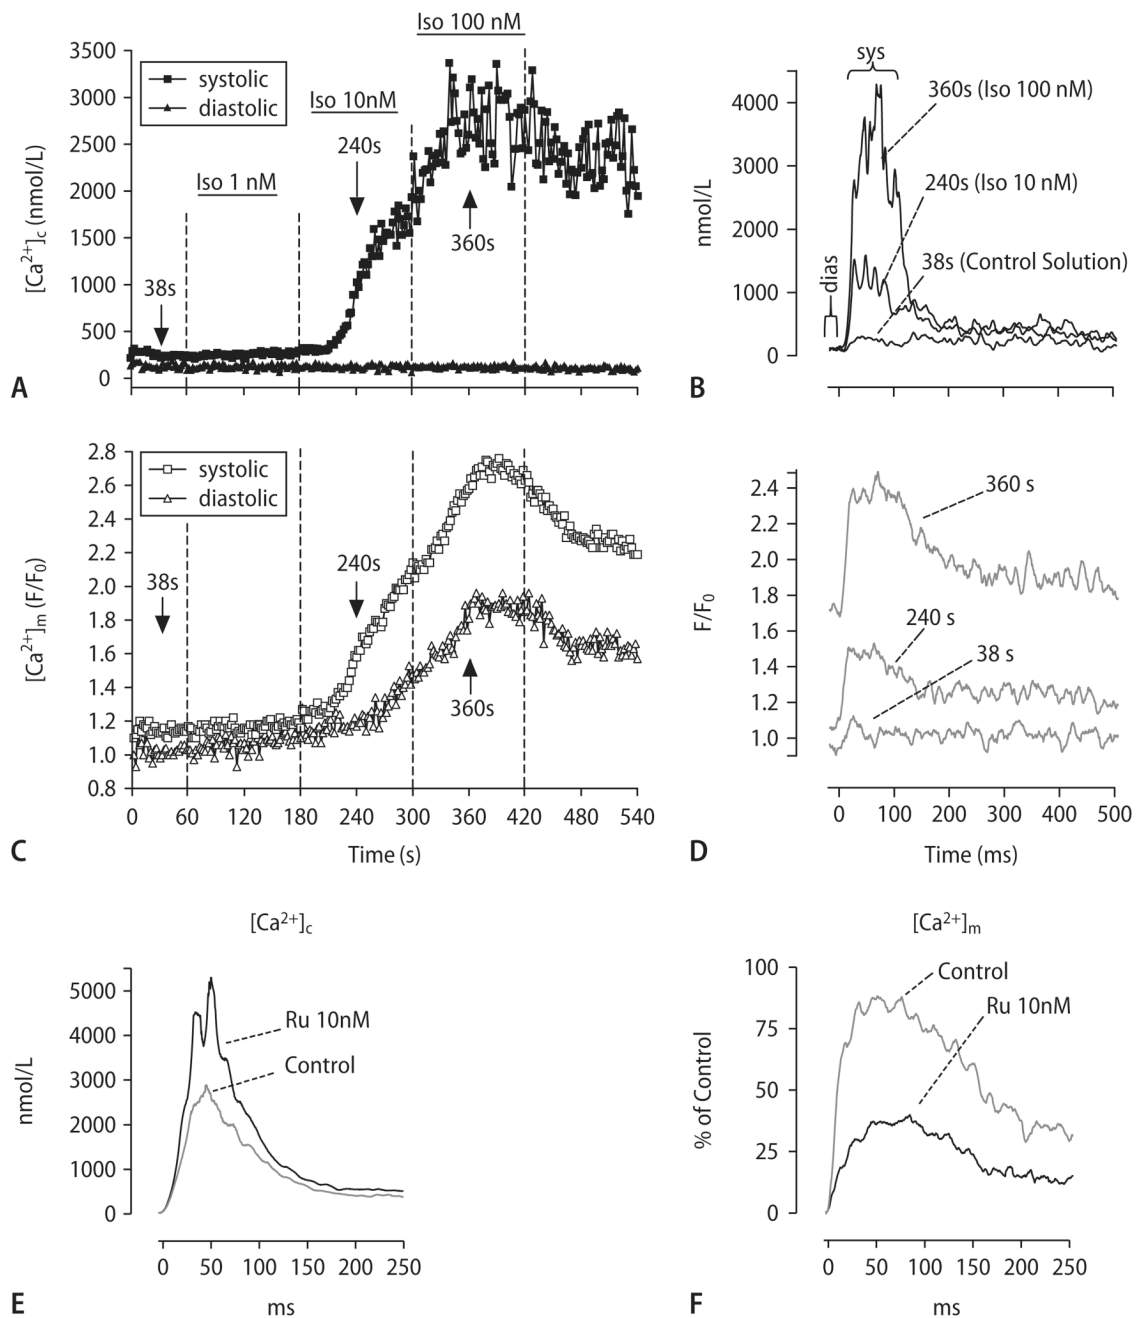 Iso 100 nM
3500
3000
2500
2000
1500
1000
500
0
[Ca²⁺]c (nmol/L)
systolic
diastolic
Iso 10nM
Iso 1 nM
240s
38s
360s
A
sys
4000
3000
2000
1000
0
nmol/L
dias
360s (Iso 100 nM)
240s (Iso 10 nM)
38s (Control Solution)
B
2.8
2.6
2.4
2.2
2.0
1.8
1.6
1.4
1.2
1.0
0.8
[Ca²⁺]m (F/F₀)
systolic
diastolic
38s
240s
360s
0 60 120 180 240 300 360 420 480 540
Time (s)
C
2.4
2.2
2.0
1.8
1.6
1.4
1.2
1.0
F/F₀
360 s
240 s
38 s
0 100 200 300 400 500
Time (ms)
D
[Ca²⁺]c
5000
4000
3000
2000
1000
0
nmol/L
Ru 10nM
Control
0 50 100 150 200 250
ms
E
[Ca²⁺]m
100
75
50
25
0
% of Control
Control
Ru 10nM
0 50 100 150 200 250
ms
F